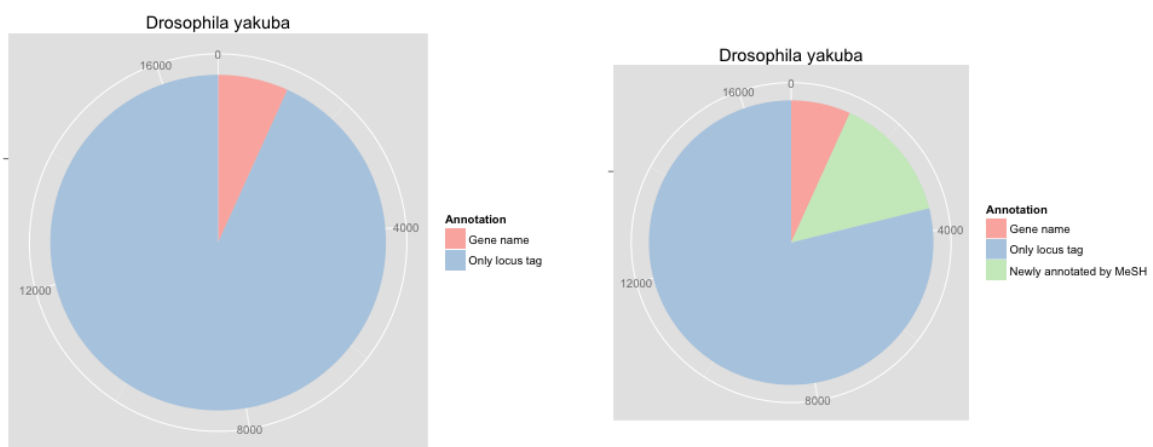 Drosophila yakuba
0
16000
4000
12000
8000
Annotation
Gene name
Only locus tag
Drosophila yakuba
0
16000
4000
12000
8000
Annotation
Gene name
Only locus tag
Newly annotated by MeSH